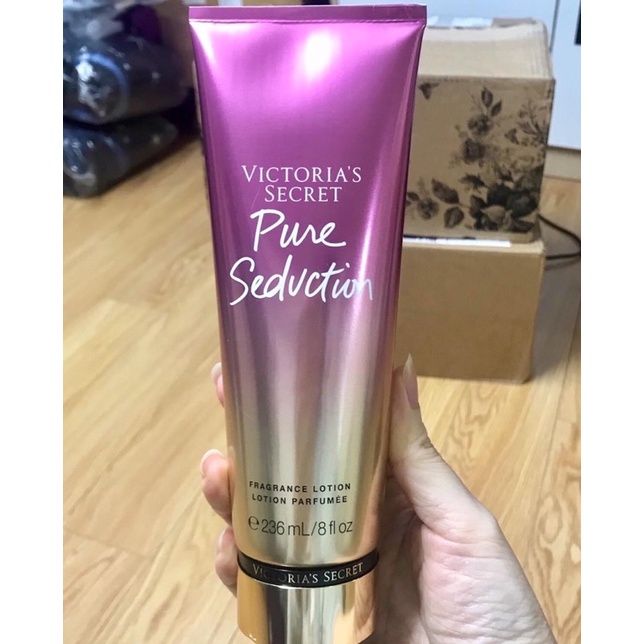 VICTORIA'S
SECRET
Pure
Seduction
FRAGRANCE LOTION
LOTION PARFUMÉE
℮236 mL/8 fl oz
VICTORIA'S SECRET